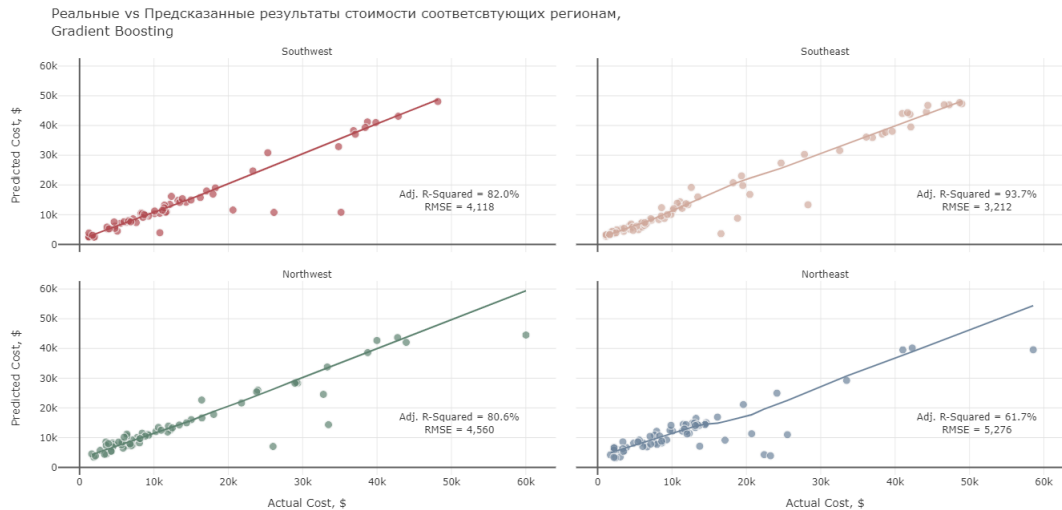 Реальные vs Предсказанные результаты стоимости соответсвтующих регионам,
Gradient Boosting
Southwest
Southeast
60k
50k
40k
30k
20k
10k
0
Predicted Cost, $
Adj. R-Squared = 82.0%
RMSE = 4,118
Adj. R-Squared = 93.7%
RMSE = 3,212
Northwest
Northeast
60k
50k
40k
30k
20k
10k
0
Predicted Cost, $
Adj. R-Squared = 80.6%
RMSE = 4,560
Adj. R-Squared = 61.7%
RMSE = 5,276
0 10k 20k 30k 40k 50k 60k
0 10k 20k 30k 40k 50k 60k
Actual Cost, $
Actual Cost, $